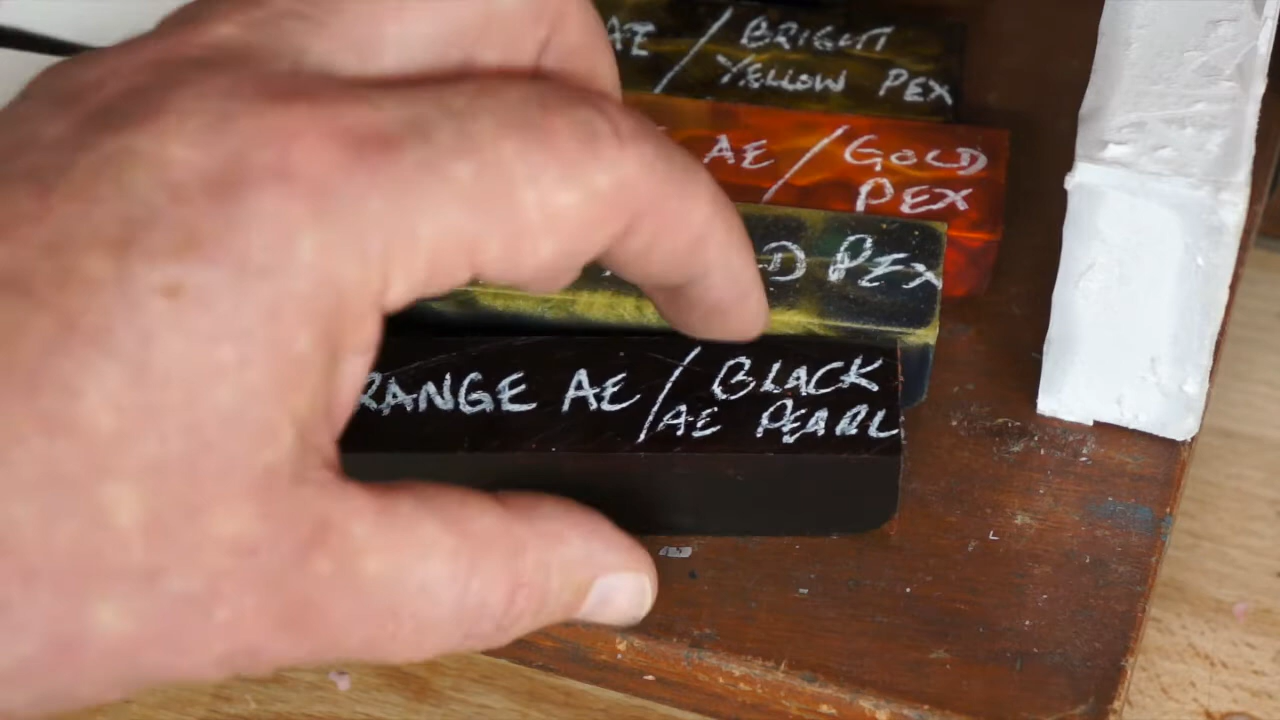 AE / BRIGHT
YELLOW PEX
AE / GOLD
PEX
D PEX
RANGE AE / BLACK
AE PEARL